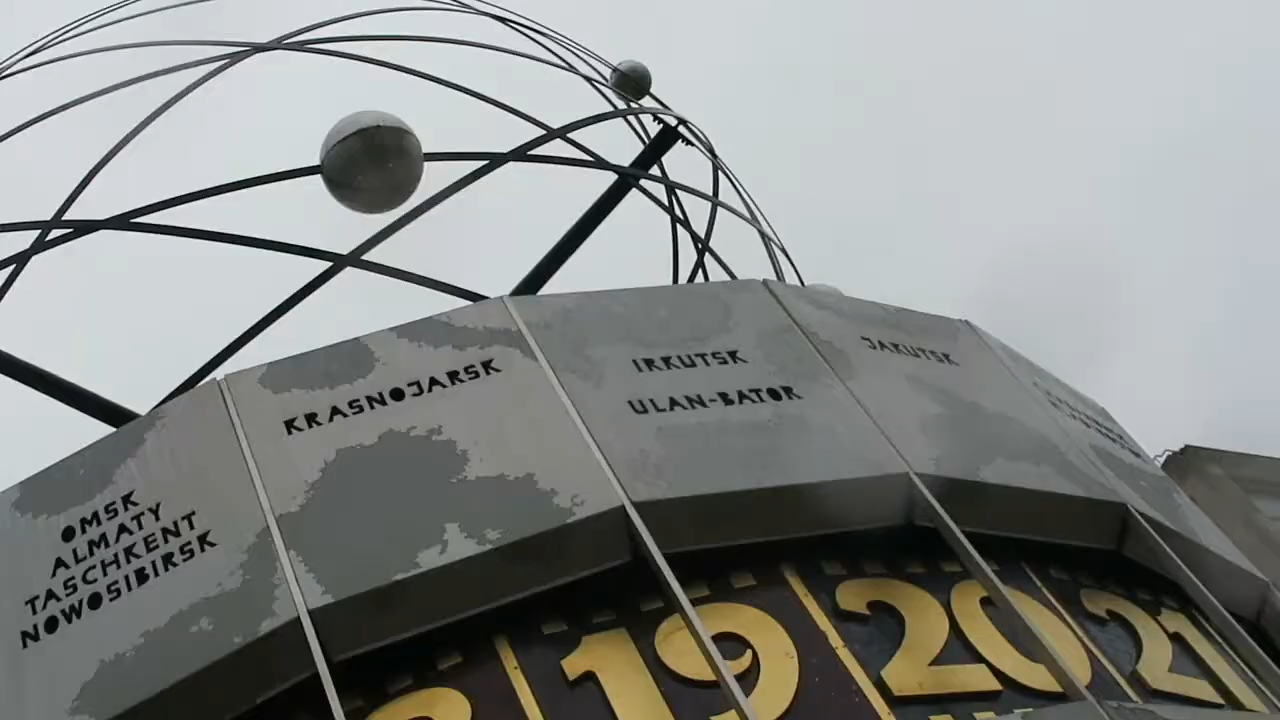 OMSK
ALMATY
TASCHKENT
NOWOSIBIRSK
KRASNOJARSK
IRKUTSK
ULAN-BATOR
JAKUTSK
19
20
21